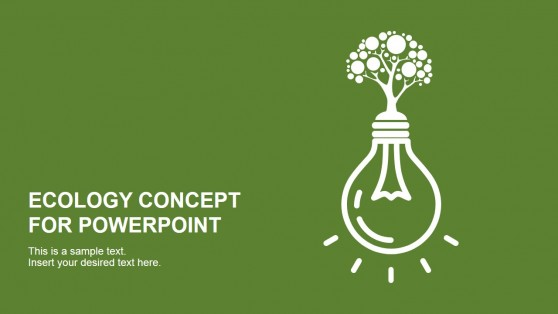 ECOLOGY CONCEPT
FOR POWERPOINT
This is a sample text.
Insert your desired text here.